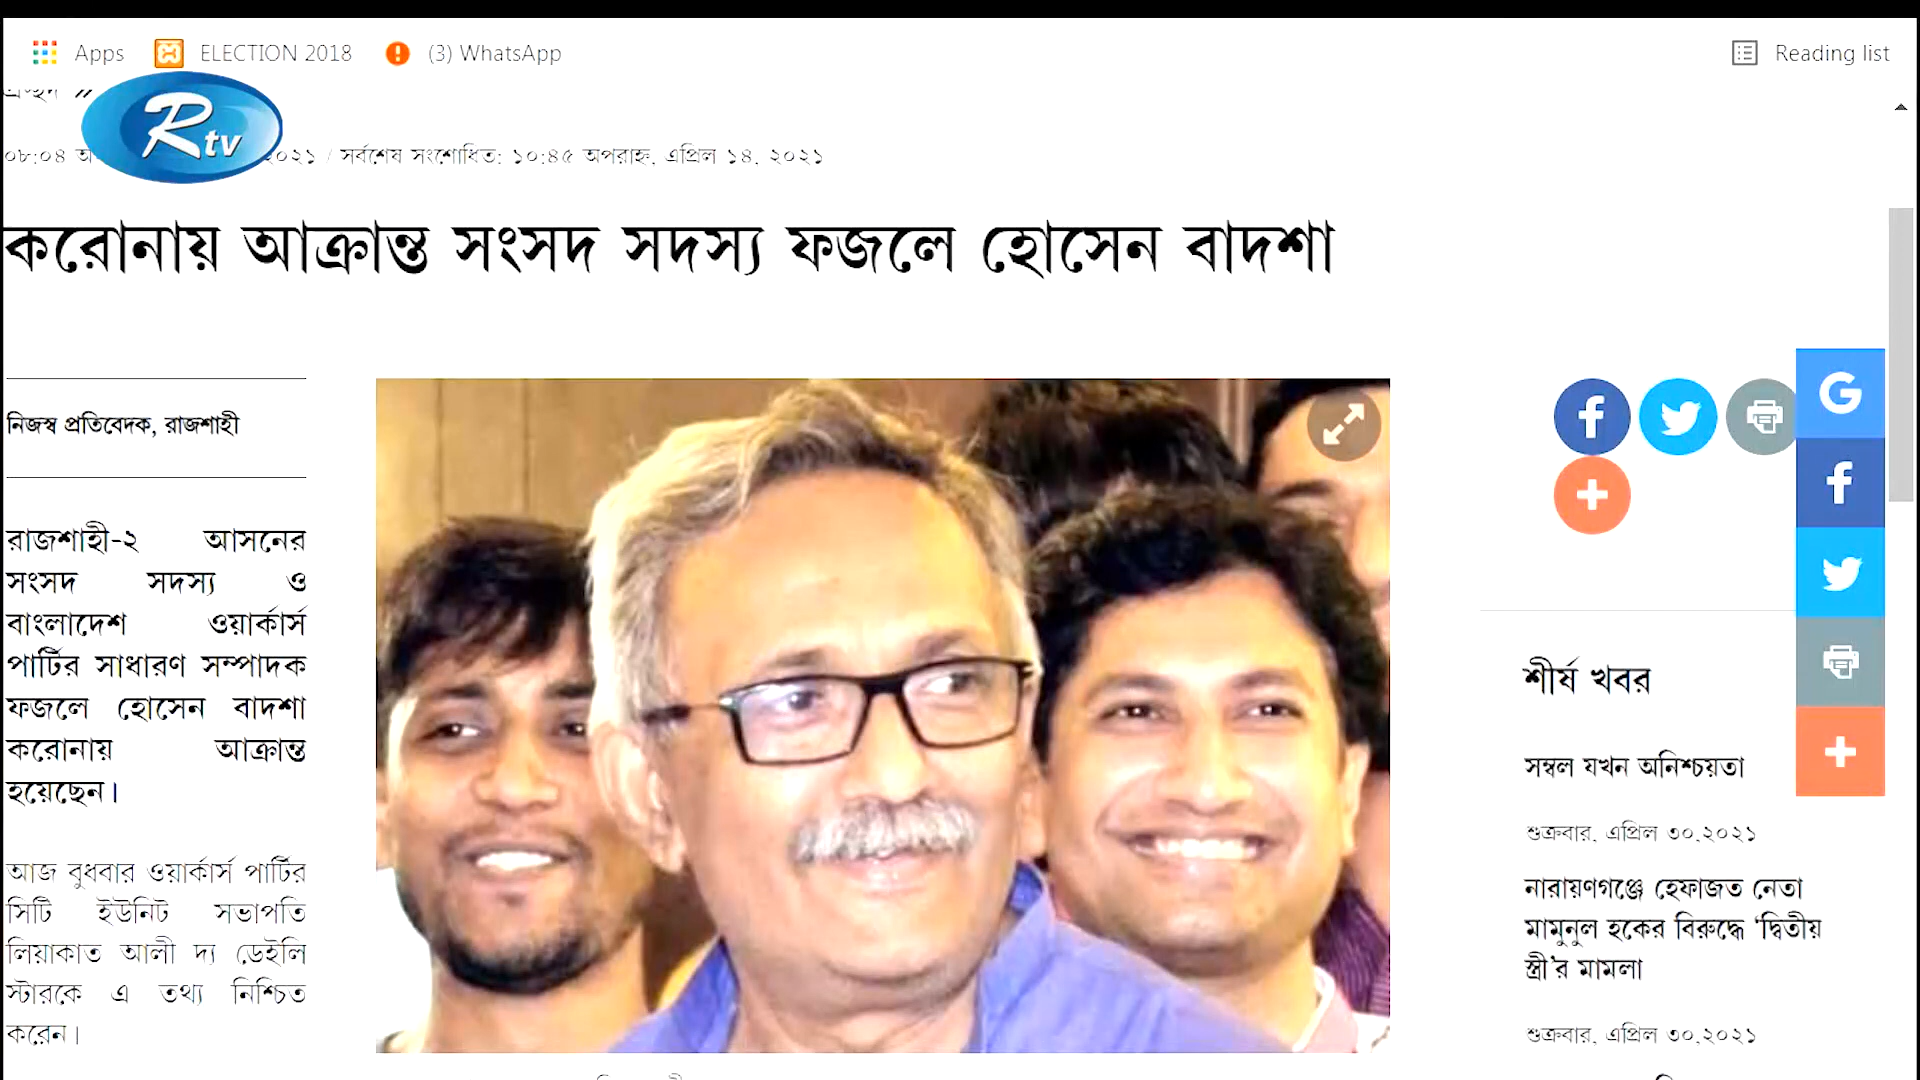 Apps ELECTION 2018 (3) WhatsApp Reading list
Rtv
০৮:০৪ ২০২১ / সর্বশেষ সংশোধিত: ১০:৪৫ অপরাহ্ন, এপ্রিল ১৪, ২০২১
করোনায় আক্রান্ত সংসদ সদস্য ফজলে হোসেন বাদশা
নিজস্ব প্রতিবেদক, রাজশাহী
রাজশাহী-২ আসনের
সংসদ সদস্য ও
বাংলাদেশ ওয়ার্কার্স
পার্টির সাধারণ সম্পাদক
ফজলে হোসেন বাদশা
করোনায় আক্রান্ত
হয়েছেন।
আজ বুধবার ওয়ার্কার্স পার্টির
সিটি ইউনিট সভাপতি
লিয়াকাত আলী দ্য ডেইলি
স্টারকে এ তথ্য নিশ্চিত
করেন।
শীর্ষ খবর
সম্বল যখন অনিশ্চয়তা
শুক্রবার, এপ্রিল ৩০,২০২১
নারায়ণগঞ্জে হেফাজত নেতা
মামুনুল হকের বিরুদ্ধে ‘দ্বিতীয়
স্ত্রী’র মামলা
শুক্রবার, এপ্রিল ৩০,২০২১